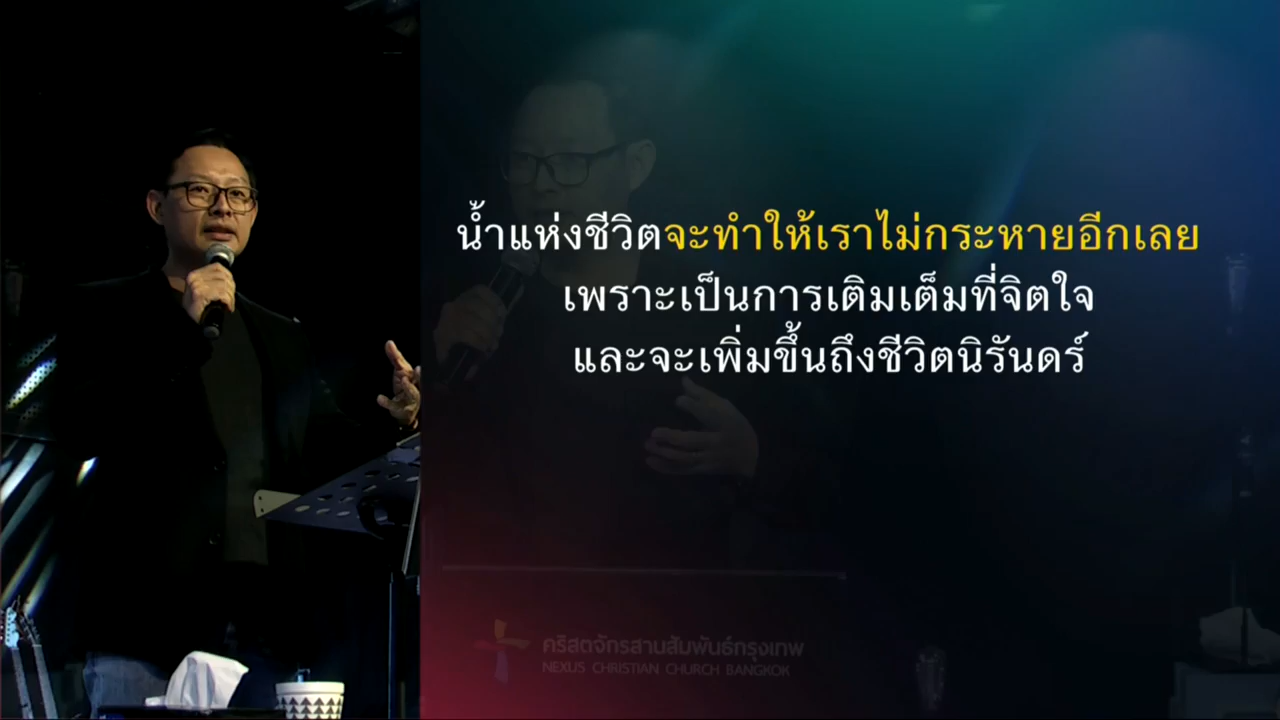 น้ำแห่งชีวิตจะทำให้เราไม่กระหายอีกเลย
เพราะเป็นการเติมเต็มที่จิตใจ
และจะเพิ่มขึ้นถึงชีวิตนิรันดร์
คริสตจักรสานสัมพันธ์กรุงเทพ
NEXUS CHRISTIAN CHURCH BANGKOK